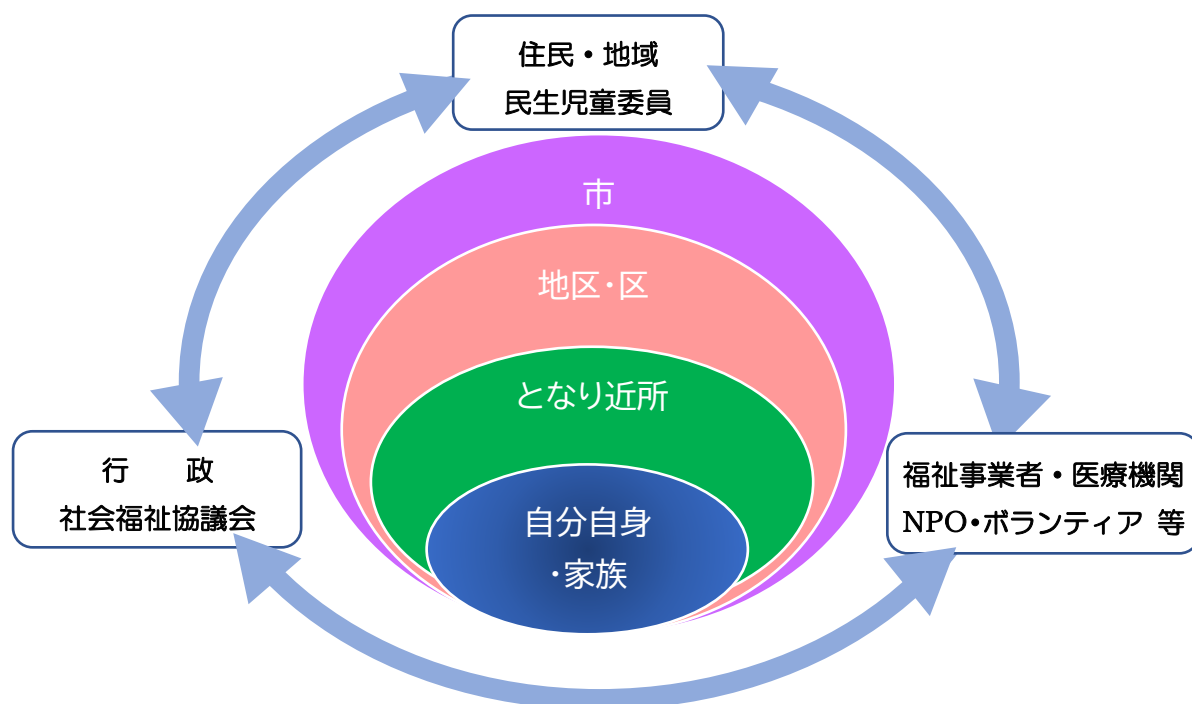 住民・地域
民生児童委員
市
地区・区
となり近所
自分自身
・家族
行　　政
社会福祉協議会
福祉事業者・医療機関
NPO・ボランティア 等